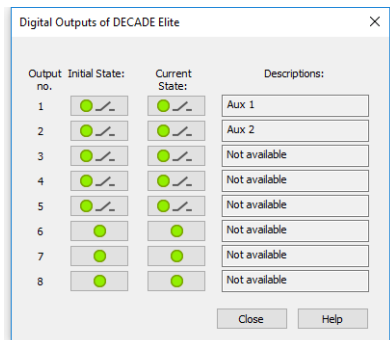 Digital Outputs of DECADE Elite
Output no. Initial State: Current State: Descriptions:
1 Aux 1
2 Aux 2
3 Not available
4 Not available
5 Not available
6 Not available
7 Not available
8 Not available
Close Help